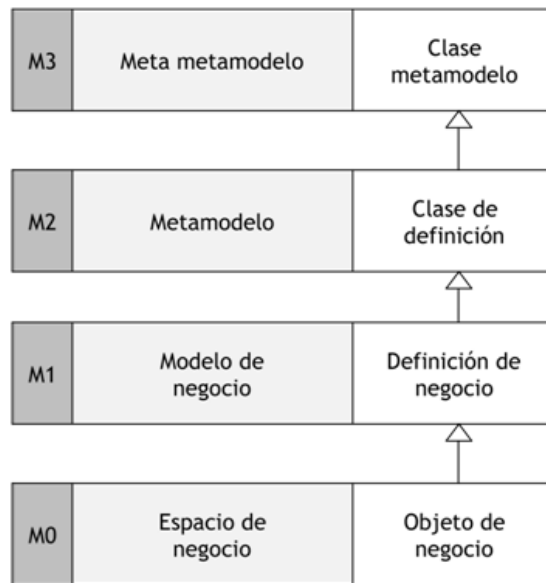 M3
Meta metamodelo
Clase
metamodelo
M2
Metamodelo
Clase de
definición
M1
Modelo de
negocio
Definición de
negocio
M0
Espacio de
negocio
Objeto de
negocio